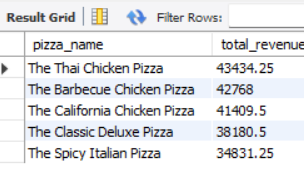 Result Grid Filter Rows:
pizza_name total_revenue
The Thai Chicken Pizza 43434.25
The Barbecue Chicken Pizza 42768
The California Chicken Pizza 41409.5
The Classic Deluxe Pizza 38180.5
The Spicy Italian Pizza 34831.25